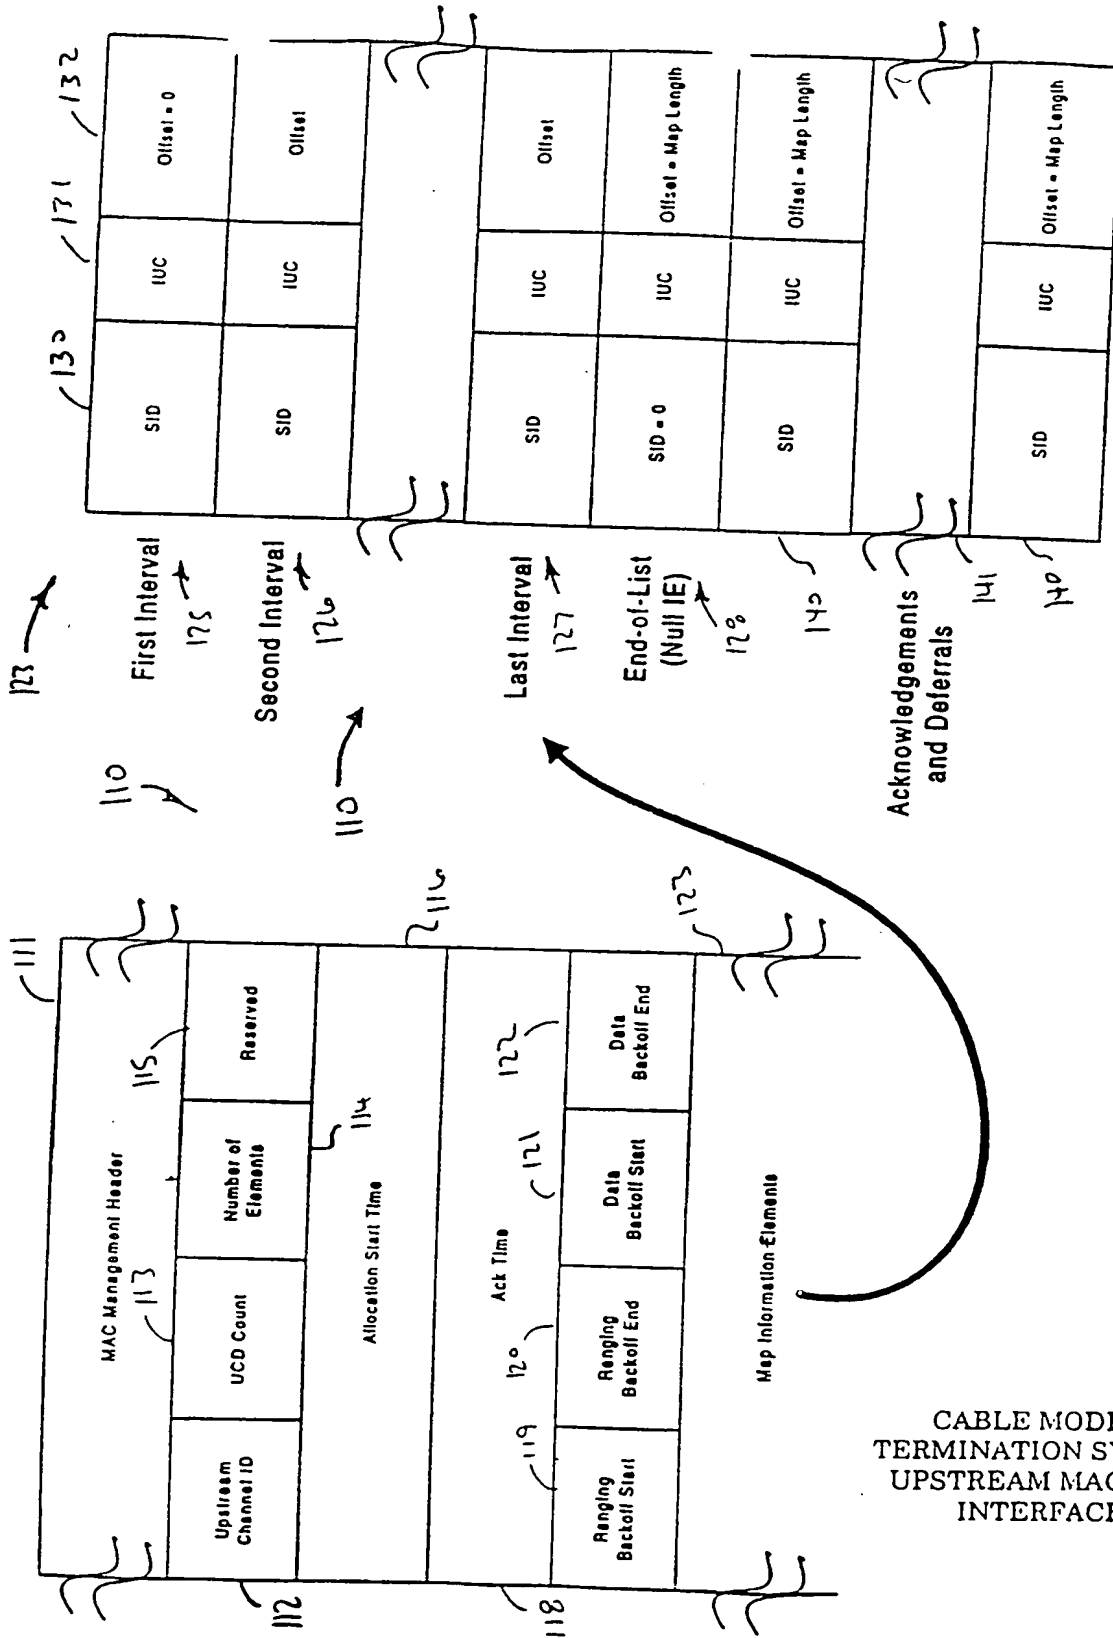 111
MAC Management Header
113
115
Upstream
Channel ID
UCD Count
Number of
Elements
Reserved
112
114
Allocation Start Time
116
Ack Time
118
119
120
121
122
Ranging
Backoff Start
Ranging
Backoff End
Data
Backoff Start
Data
Backoff End
123
Map Information Elements
110
110
123
130
131
132
First Interval
125
SID
IUC
Offset = 0
Second Interval
126
SID
IUC
Offset
Last Interval
127
SID
IUC
Offset
End-of-List
(Null IE)
128
SID = 0
IUC
Offset = Map Length
140
SID
IUC
Offset = Map Length
Acknowledgements
and Deferrals
141
140
SID
IUC
Offset = Map Length
CABLE MODE
TERMINATION SY
UPSTREAM MAC
INTERFACE